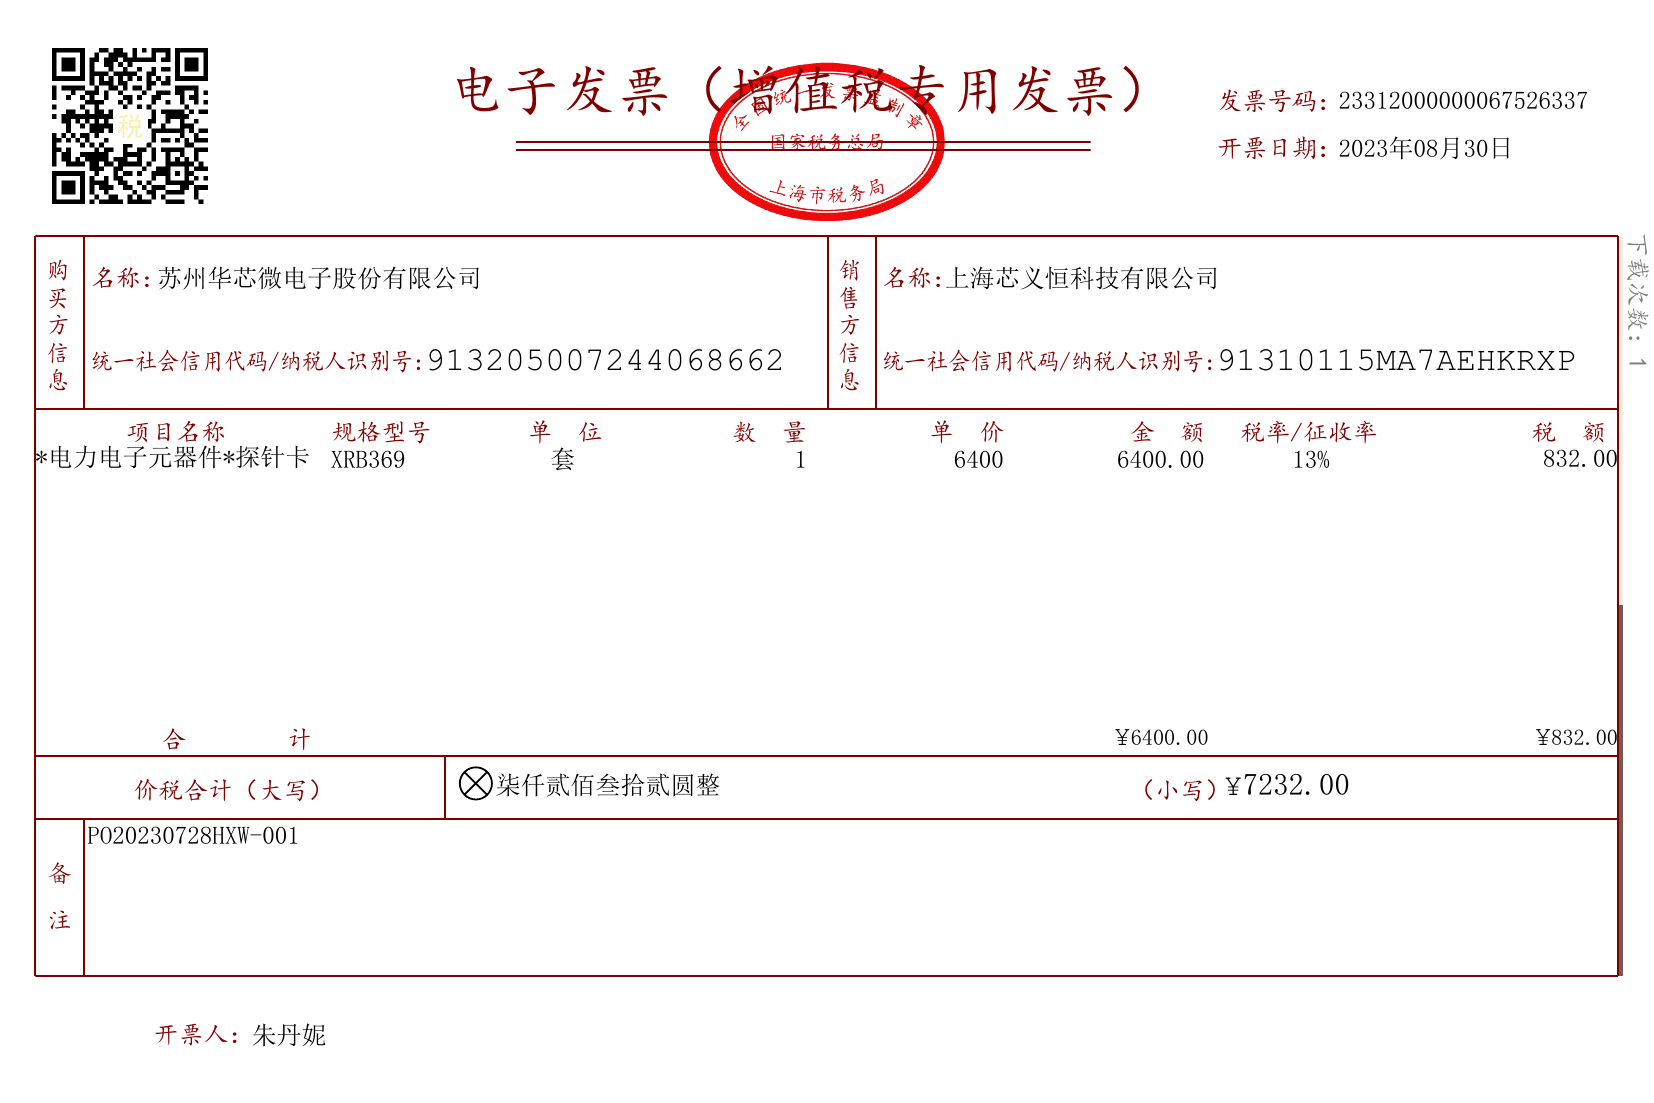 电子发票（增值税专用发票）
全国统一发票监制章
国家税务总局
上海市税务局
税
发票号码：23312000000067526337
开票日期：2023年08月30日
下载次数：1
购买方信息
名称：苏州华芯微电子股份有限公司
统一社会信用代码/纳税人识别号：913205007244068662
销售方信息
名称：上海芯义恒科技有限公司
统一社会信用代码/纳税人识别号：91310115MA7AEHKRXP
项目名称 规格型号 单 位 数 量 单 价 金 额 税率/征收率 税 额
*电力电子元器件*探针卡 XRB369 套 1 6400 6400.00 13% 832.00
合 计 ¥6400.00 ¥832.00
价税合计（大写） ⊗柒仟贰佰叁拾贰圆整 （小写）¥7232.00
备注
PO20230728HXW-001
开票人：朱丹妮